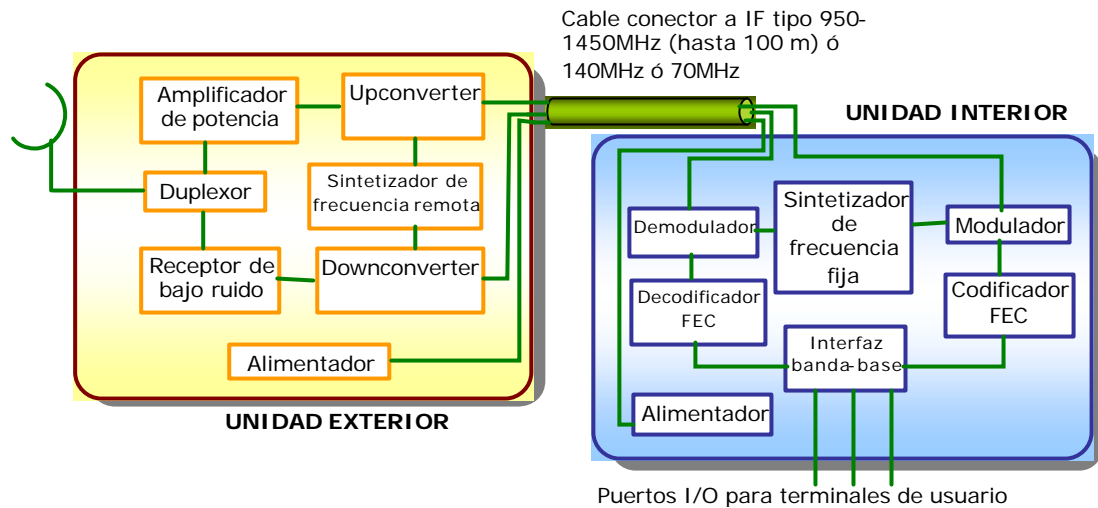 Cable conector a IF tipo 950-
1450MHz (hasta 100 m) ó
140MHz ó 70MHz
UNIDAD INTERIOR
Amplificador
de potencia
Upconverter
Duplexor
Sintetizador de
frecuencia remota
Receptor de
bajo ruido
Downconverter
Alimentador
UNIDAD EXTERIOR
Demodulador
Sintetizador
de
frecuencia
fija
Modulador
Decodificador
FEC
Codificador
FEC
Interfaz
banda-base
Alimentador
Puertos I/O para terminales de usuario